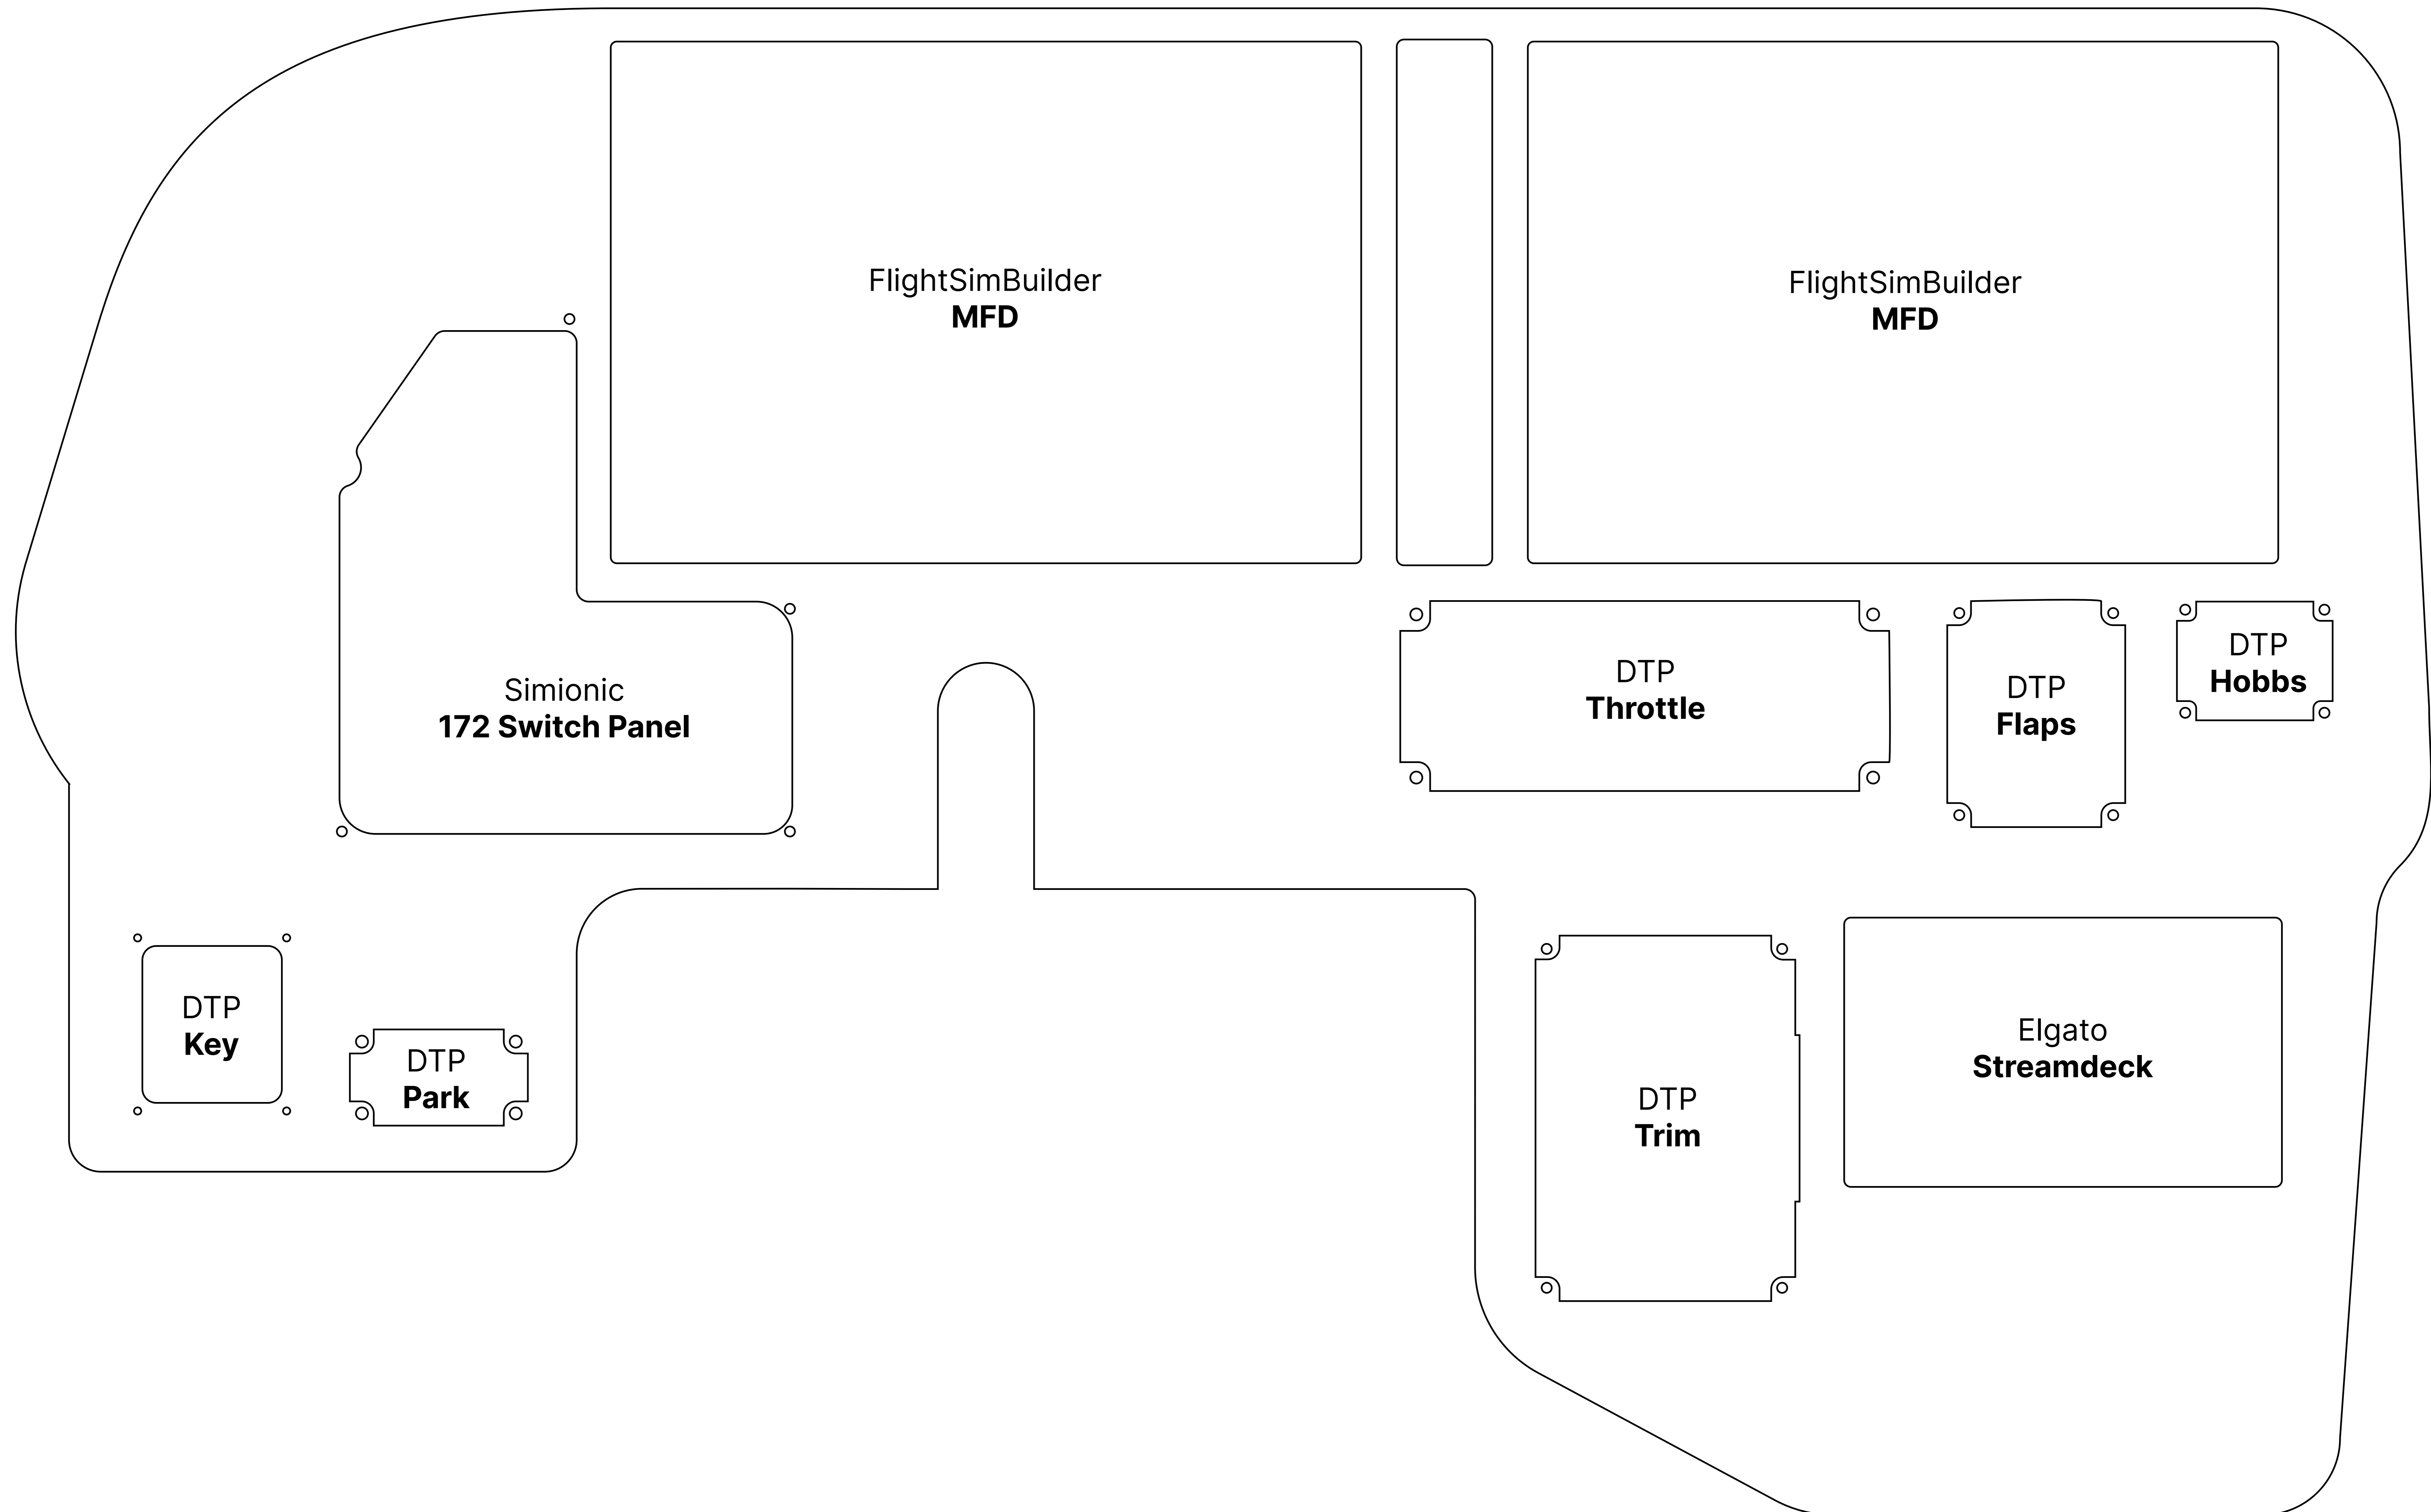 FlightSimBuilder
MFD
FlightSimBuilder
MFD
Simionic
172 Switch Panel
DTP
Throttle
DTP
Flaps
DTP
Hobbs
DTP
Key
DTP
Park
DTP
Trim
Elgato
Streamdeck